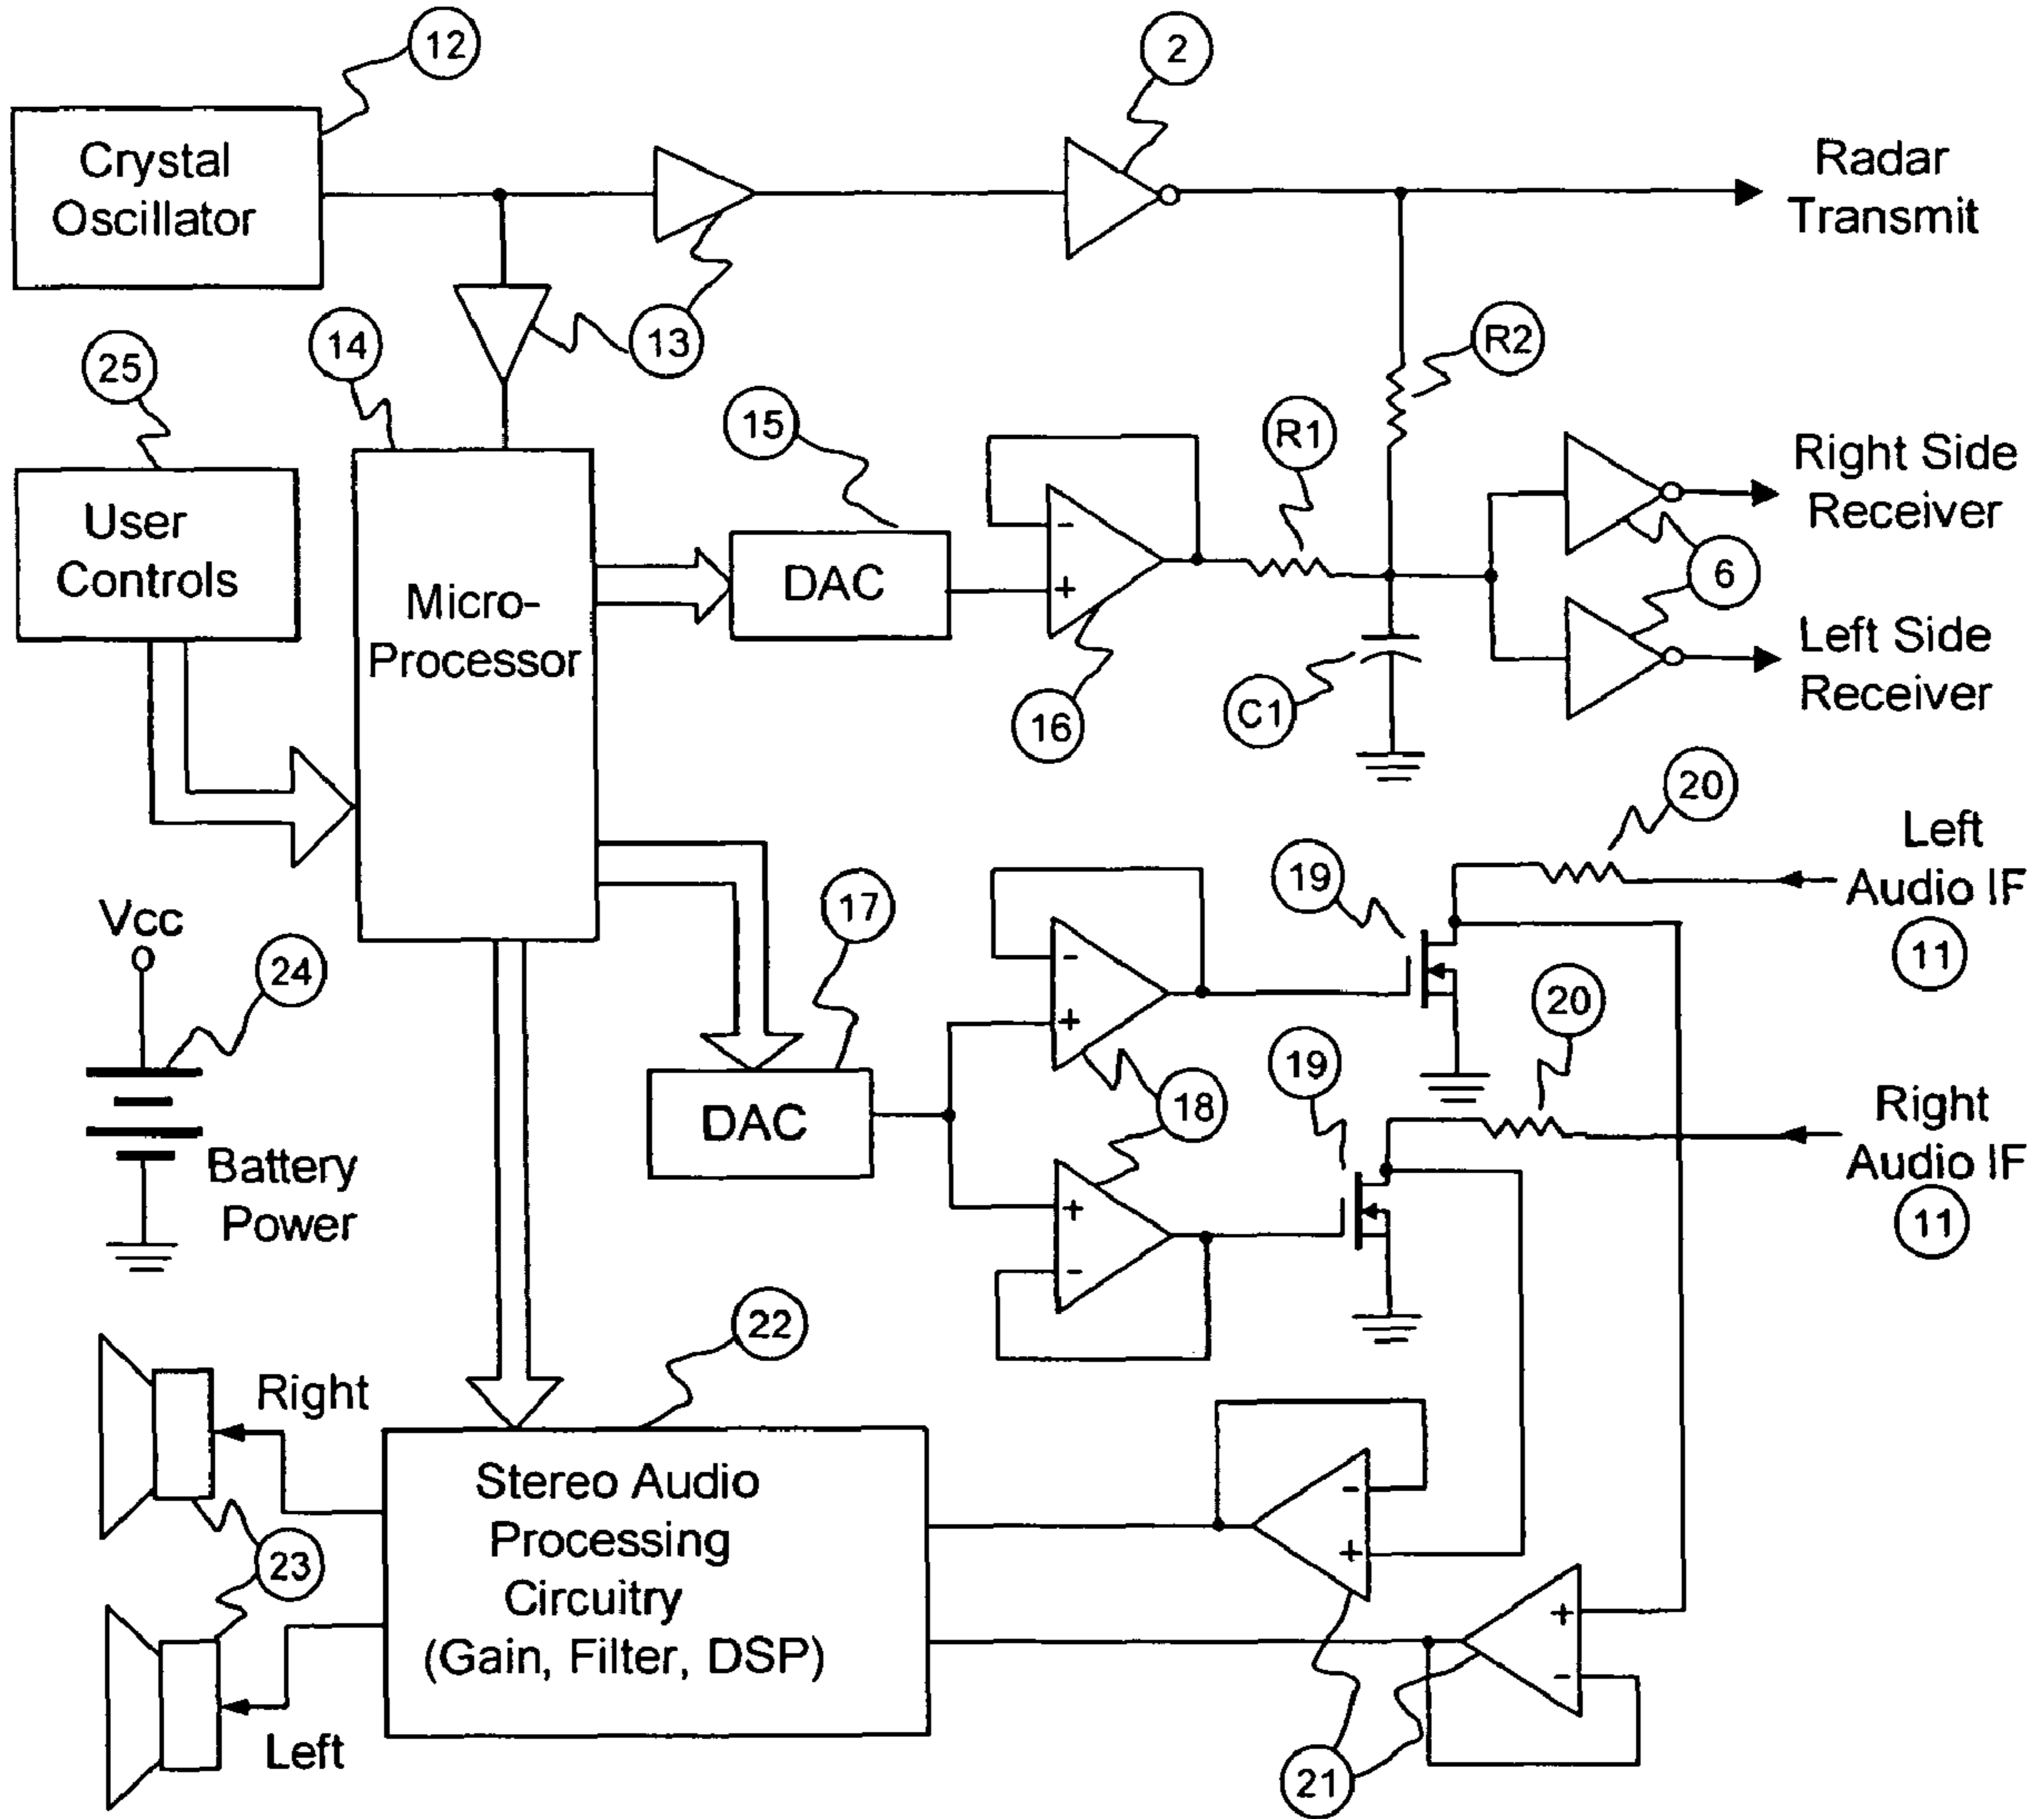 12
2
Crystal
Oscillator
Radar
Transmit
13
14
25
R2
15
R1
User
Controls
Micro-
Processor
DAC
-
+
16
C1
Right Side
Receiver
6
Left Side
Receiver
20
Left
Audio IF
11
19
17
Vcc
24
Battery
Power
DAC
-
+
18
+
-
19
20
Right
Audio IF
11
22
Right
23
Left
Stereo Audio
Processing
Circuitry
(Gain, Filter, DSP)
-
+
+
-
21